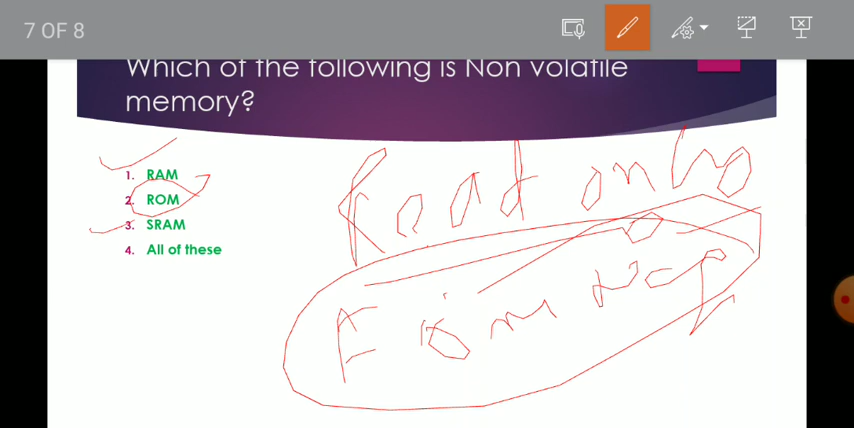 7 OF 8
Which of the following is Non volatile
memory?
1. RAM
2. ROM
3. SRAM
4. All of these
Read only